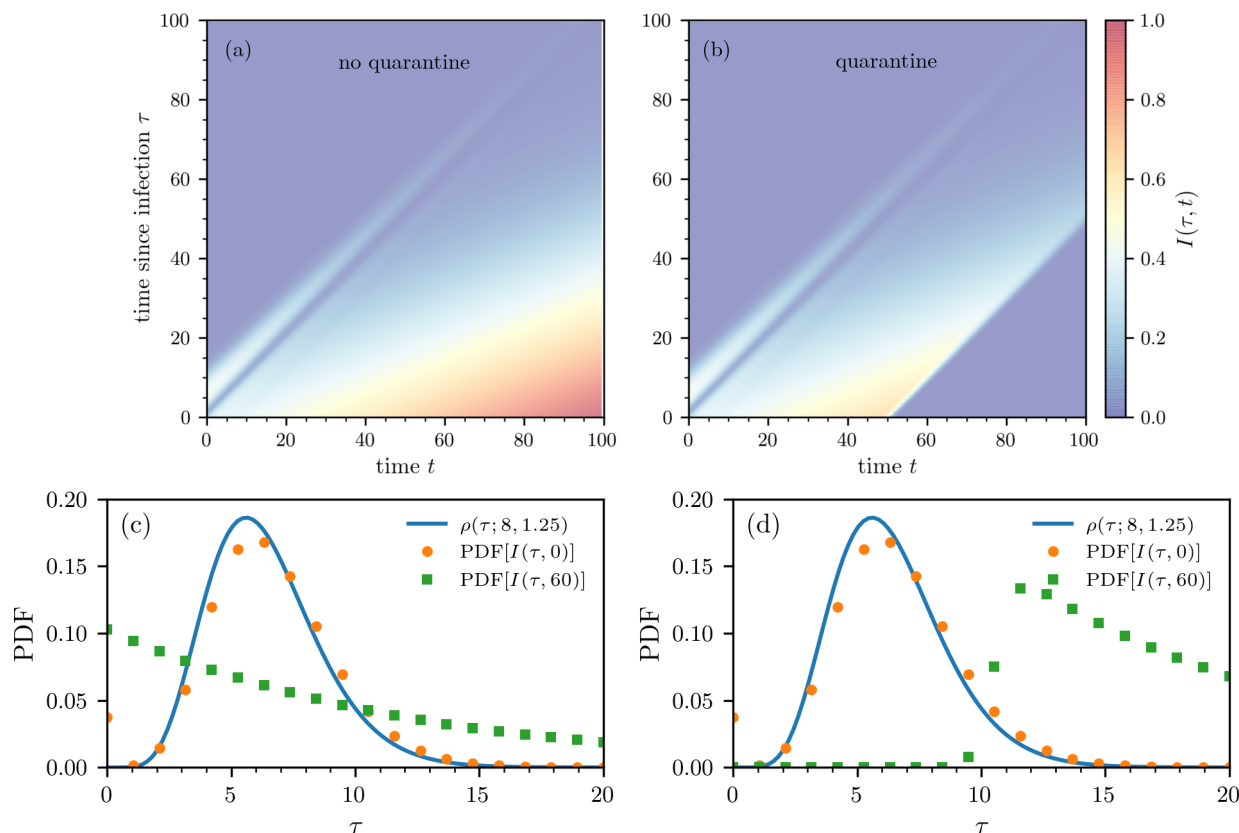 (a)
no quarantine
100
80
60
40
20
0
time since infection τ
0 20 40 60 80 100
time t
(b)
quarantine
100
80
60
40
20
0
0 20 40 60 80 100
time t
1.0
0.8
0.6
0.4
0.2
0.0
I(τ, t)
(c)
ρ(τ; 8, 1.25)
PDF[I(τ, 0)]
PDF[I(τ, 60)]
0.20
0.15
0.10
0.05
0.00
PDF
0 5 10 15 20
τ
(d)
ρ(τ; 8, 1.25)
PDF[I(τ, 0)]
PDF[I(τ, 60)]
0.20
0.15
0.10
0.05
0.00
PDF
0 5 10 15 20
τ